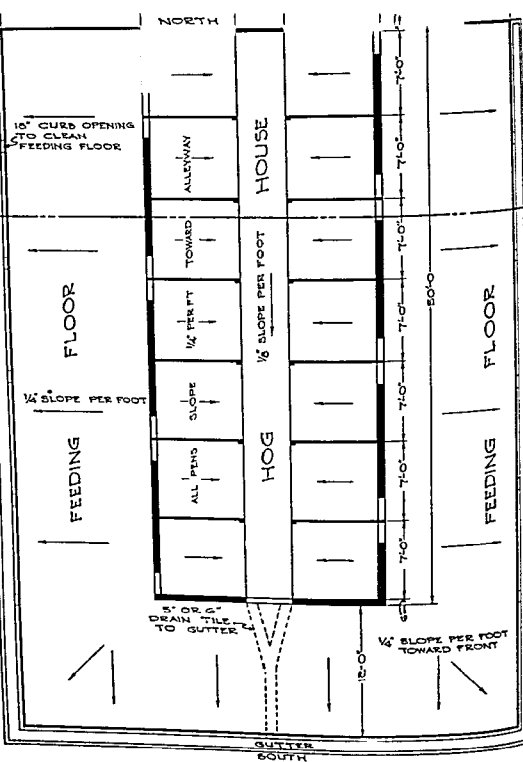 NORTH
18" CURB OPENING
TO CLEAN
FEEDING FLOOR
ALL PENS SLOPE 1/4" PER FT TOWARD ALLEYWAY
HOG HOUSE
1/8" SLOPE PER FOOT
7'-0"
7'-0"
7'-0"
7'-0"
7'-0"
7'-0"
7'-0"
50'-0
6"
FEEDING FLOOR
1/4" SLOPE PER FOOT
FEEDING FLOOR
5" OR 6"
DRAIN TILE
TO GUTTER
12'-0"
1/4" SLOPE PER FOOT
TOWARD FRONT
GUTTER
SOUTH